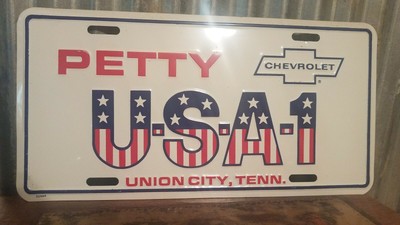 PETTY
CHEVROLET
®
U-S-A-1
UNION CITY, TENN.